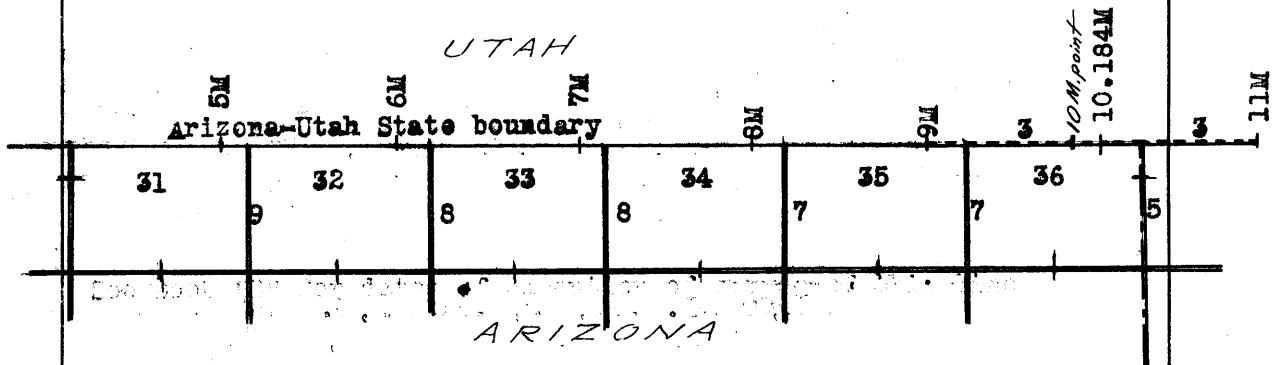 UTAH
5M 6M 7M 8M 9M 10M.point 10.184M 11M
Arizona-Utah State boundary 3 3
31 32 33 34 35 36
9 8 8 7 7 5
ARIZONA